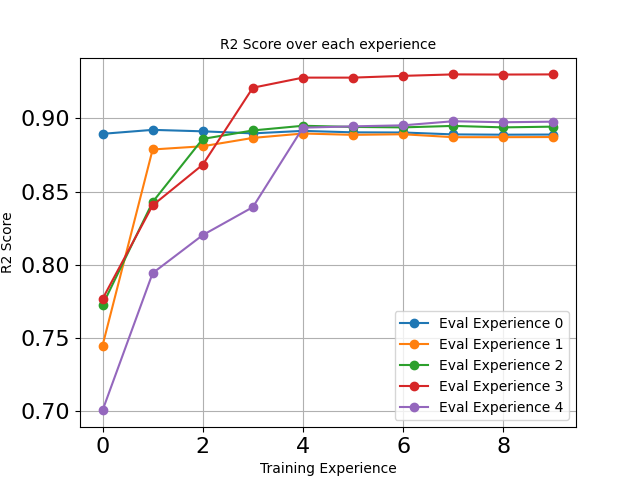 R2 Score over each experience
R2 Score
0.90
0.85
0.80
0.75
0.70
0
2
4
6
8
Training Experience
Eval Experience 0
Eval Experience 1
Eval Experience 2
Eval Experience 3
Eval Experience 4